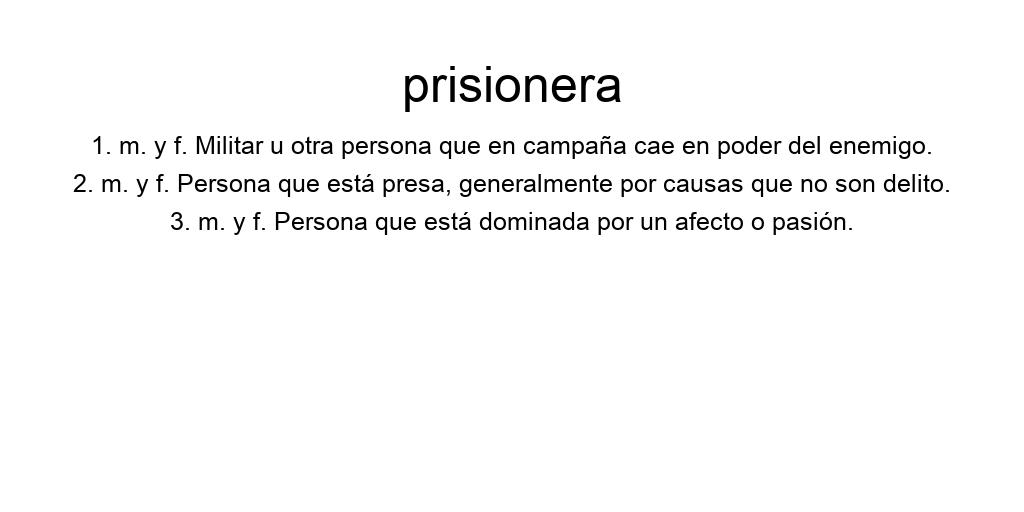 prisionera
1. m. y f. Militar u otra persona que en campaña cae en poder del enemigo.
2. m. y f. Persona que está presa, generalmente por causas que no son delito.
3. m. y f. Persona que está dominada por un afecto o pasión.